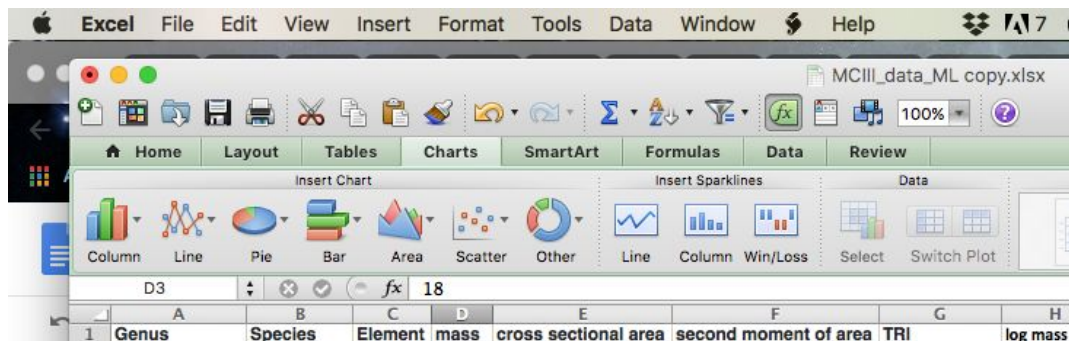 Excel File Edit View Insert Format Tools Data Window Help 7
MCIII_data_ML copy.xlsx
100%
Home Layout Tables Charts SmartArt Formulas Data Review
Insert Chart Insert Sparklines Data
Column Line Pie Bar Area Scatter Other Line Column Win/Loss Select Switch Plot
D3 fx 18
A B C D E F G H
1 Genus Species Element mass cross sectional area second moment of area TRI log mass